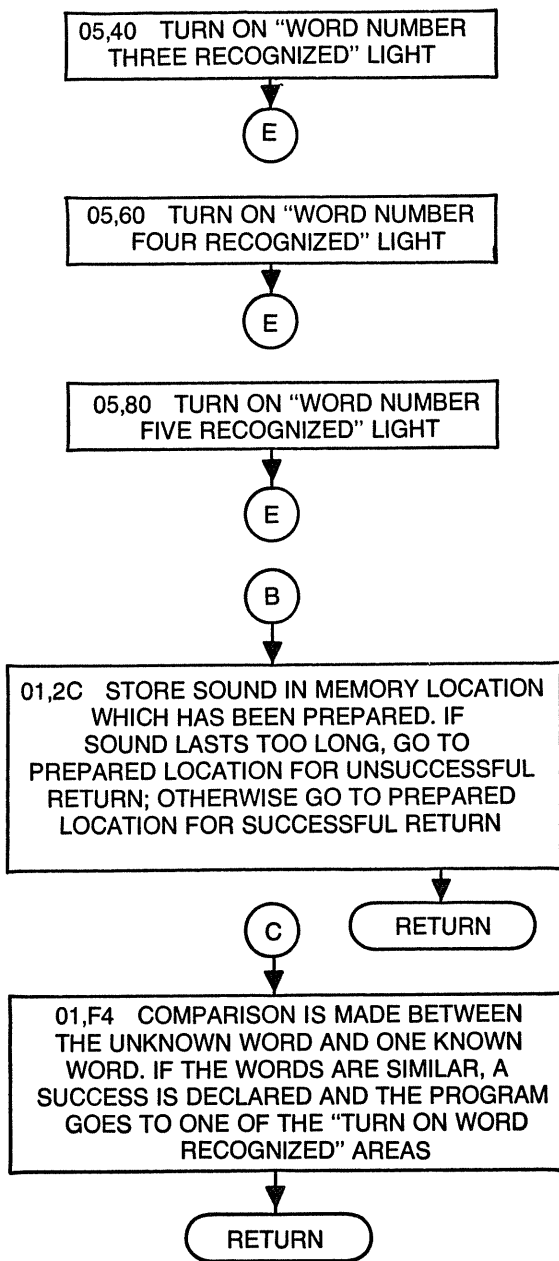 05,40 TURN ON “WORD NUMBER
THREE RECOGNIZED” LIGHT
E
05,60 TURN ON “WORD NUMBER
FOUR RECOGNIZED” LIGHT
E
05,80 TURN ON “WORD NUMBER
FIVE RECOGNIZED” LIGHT
E
B
01,2C STORE SOUND IN MEMORY LOCATION
WHICH HAS BEEN PREPARED. IF
SOUND LASTS TOO LONG, GO TO
PREPARED LOCATION FOR UNSUCCESSFUL
RETURN; OTHERWISE GO TO PREPARED
LOCATION FOR SUCCESSFUL RETURN
RETURN
C
01,F4 COMPARISON IS MADE BETWEEN
THE UNKNOWN WORD AND ONE KNOWN
WORD. IF THE WORDS ARE SIMILAR, A
SUCCESS IS DECLARED AND THE PROGRAM
GOES TO ONE OF THE “TURN ON WORD
RECOGNIZED” AREAS
RETURN